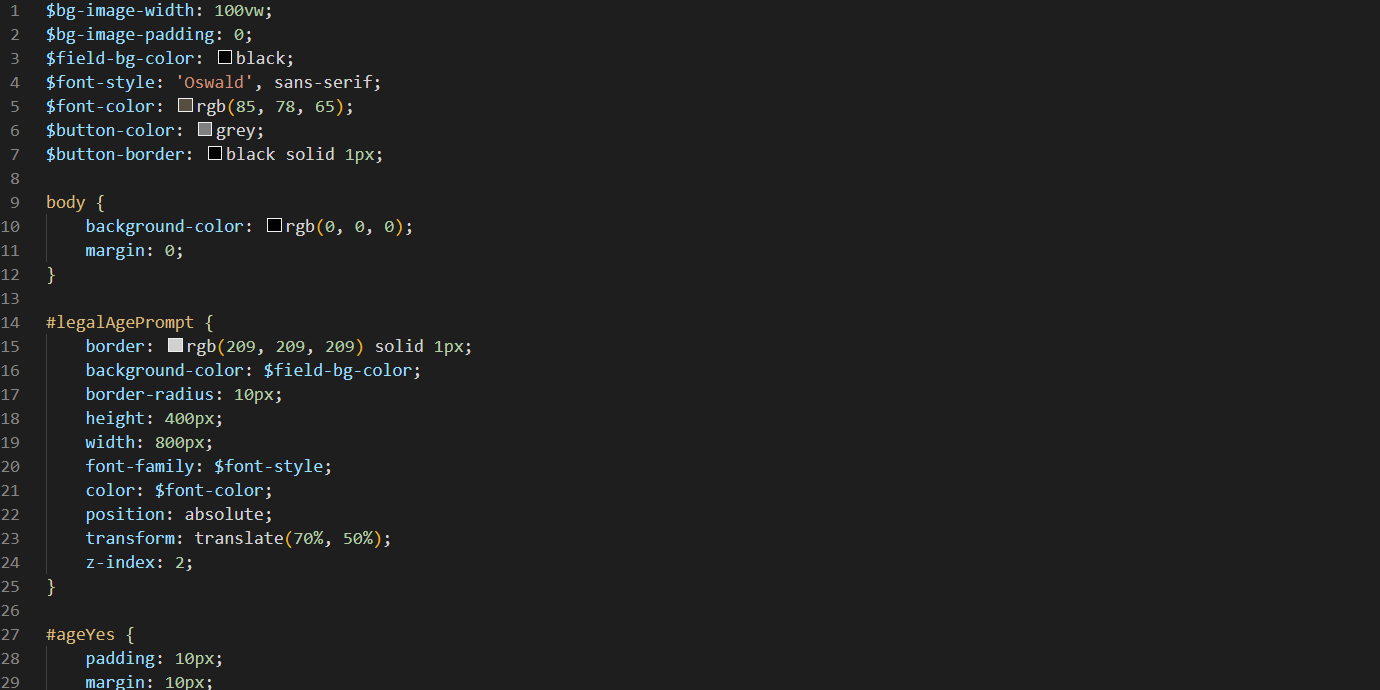 1 $bg-image-width: 100vw;
2 $bg-image-padding: 0;
3 $field-bg-color: black;
4 $font-style: 'Oswald', sans-serif;
5 $font-color: rgb(85, 78, 65);
6 $button-color: grey;
7 $button-border: black solid 1px;
8
9 body {
10     background-color: rgb(0, 0, 0);
11     margin: 0;
12 }
13
14 #legalAgePrompt {
15     border: rgb(209, 209, 209) solid 1px;
16     background-color: $field-bg-color;
17     border-radius: 10px;
18     height: 400px;
19     width: 800px;
20     font-family: $font-style;
21     color: $font-color;
22     position: absolute;
23     transform: translate(70%, 50%);
24     z-index: 2;
25 }
26
27 #ageYes {
28     padding: 10px;
29     margin: 10px;